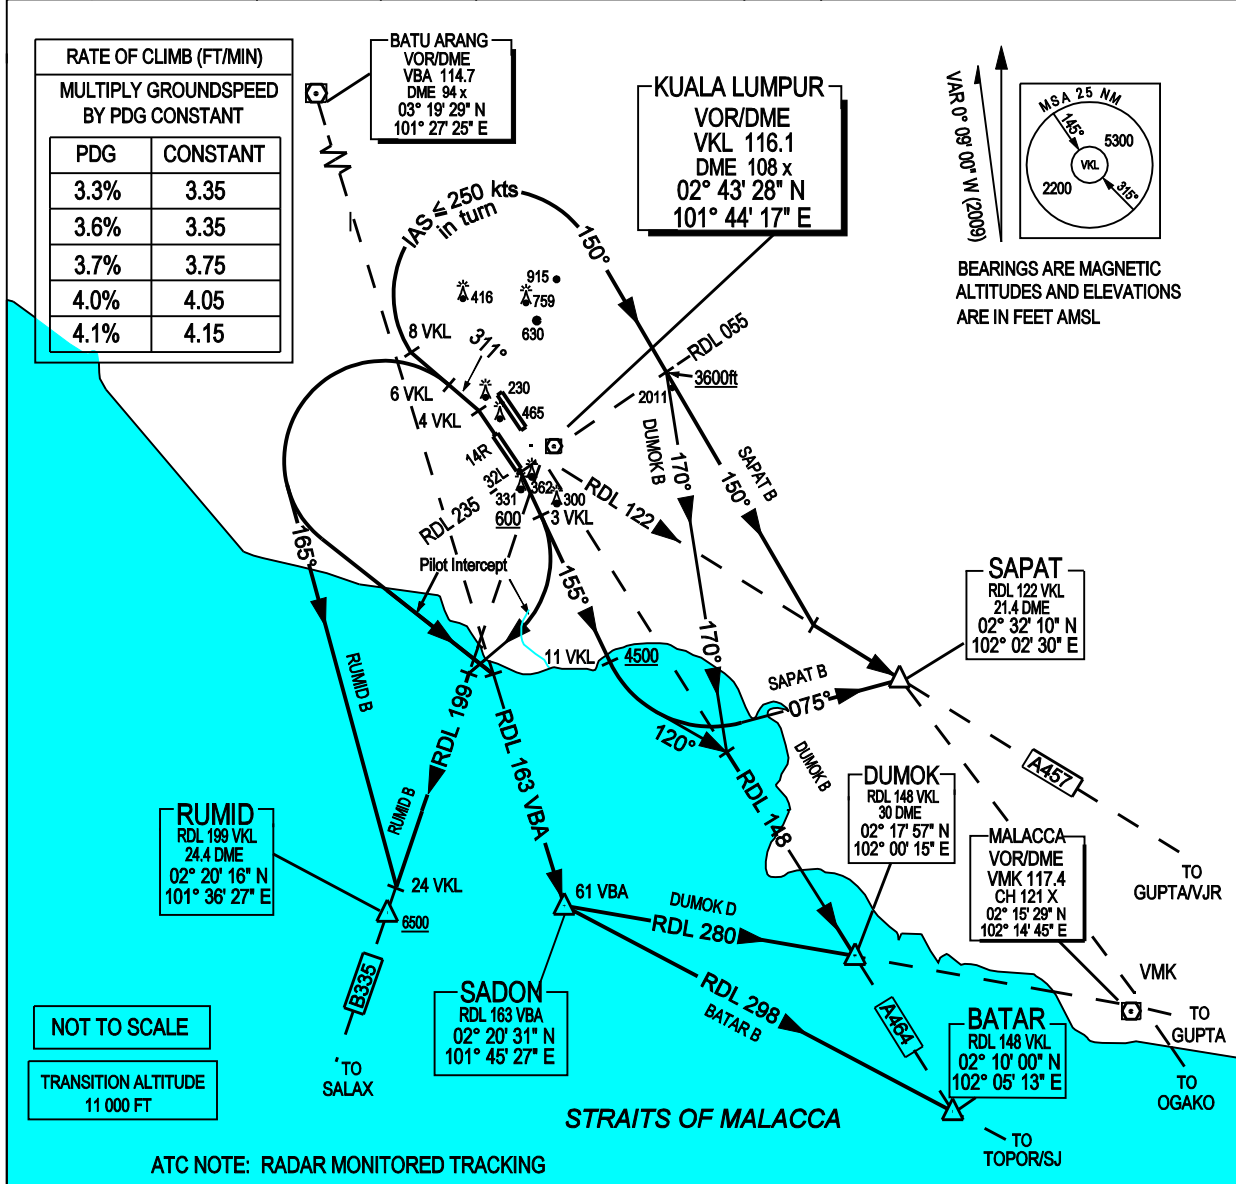 RATE OF CLIMB (FT/MIN)
MULTIPLY GROUNDSPEED
BY PDG CONSTANT
PDG CONSTANT
3.3% 3.35
3.6% 3.35
3.7% 3.75
4.0% 4.05
4.1% 4.15
BATU ARANG
VOR/DME
VBA 114.7
DME 94 x
03° 19' 29" N
101° 27' 25" E
KUALA LUMPUR
VOR/DME
VKL 116.1
DME 108 x
02° 43' 28" N
101° 44' 17" E
VAR 0° 09' 00" W (2009)
MSA 25 NM
145°
5300
VKL
2200
315°
BEARINGS ARE MAGNETIC
ALTITUDES AND ELEVATIONS
ARE IN FEET AMSL
IAS ≤ 250 kts
in turn
150°
915
416
759
630
8 VKL
311°
RDL 055
3600ft
2011
6 VKL
230
465
4 VKL
DUMOK B
170°
SAPAT B
150°
14R
32L
362
331
300
600
3 VKL
RDL 235
RDL 122
165°
Pilot Intercept
155°
SAPAT
RDL 122 VKL
21.4 DME
02° 32' 10" N
102° 02' 30" E
170°
11 VKL
4500
SAPAT B
075°
RUMID B
RDL 199
RDL 163 VBA
120°
DUMOK B
RDL 148
A457
TO
GUPTA/VJR
RUMID
RDL 199 VKL
24.4 DME
02° 20' 16" N
101° 36' 27" E
RUMID B
DUMOK
RDL 148 VKL
30 DME
02° 17' 57" N
102° 00' 15" E
MALACCA
VOR/DME
VMK 117.4
CH 121 X
02° 15' 29" N
102° 14' 45" E
24 VKL
6500
61 VBA
DUMOK D
RDL 280
RDL 298
BATAR B
VMK
B335
SADON
RDL 163 VBA
02° 20' 31" N
101° 45' 27" E
A464
BATAR
RDL 148 VKL
02° 10' 00" N
102° 05' 13" E
TO
GUPTA
NOT TO SCALE
TO
SALAX
TRANSITION ALTITUDE
11 000 FT
TO
OGAKO
STRAITS OF MALACCA
TO
TOPOR/SJ
ATC NOTE: RADAR MONITORED TRACKING